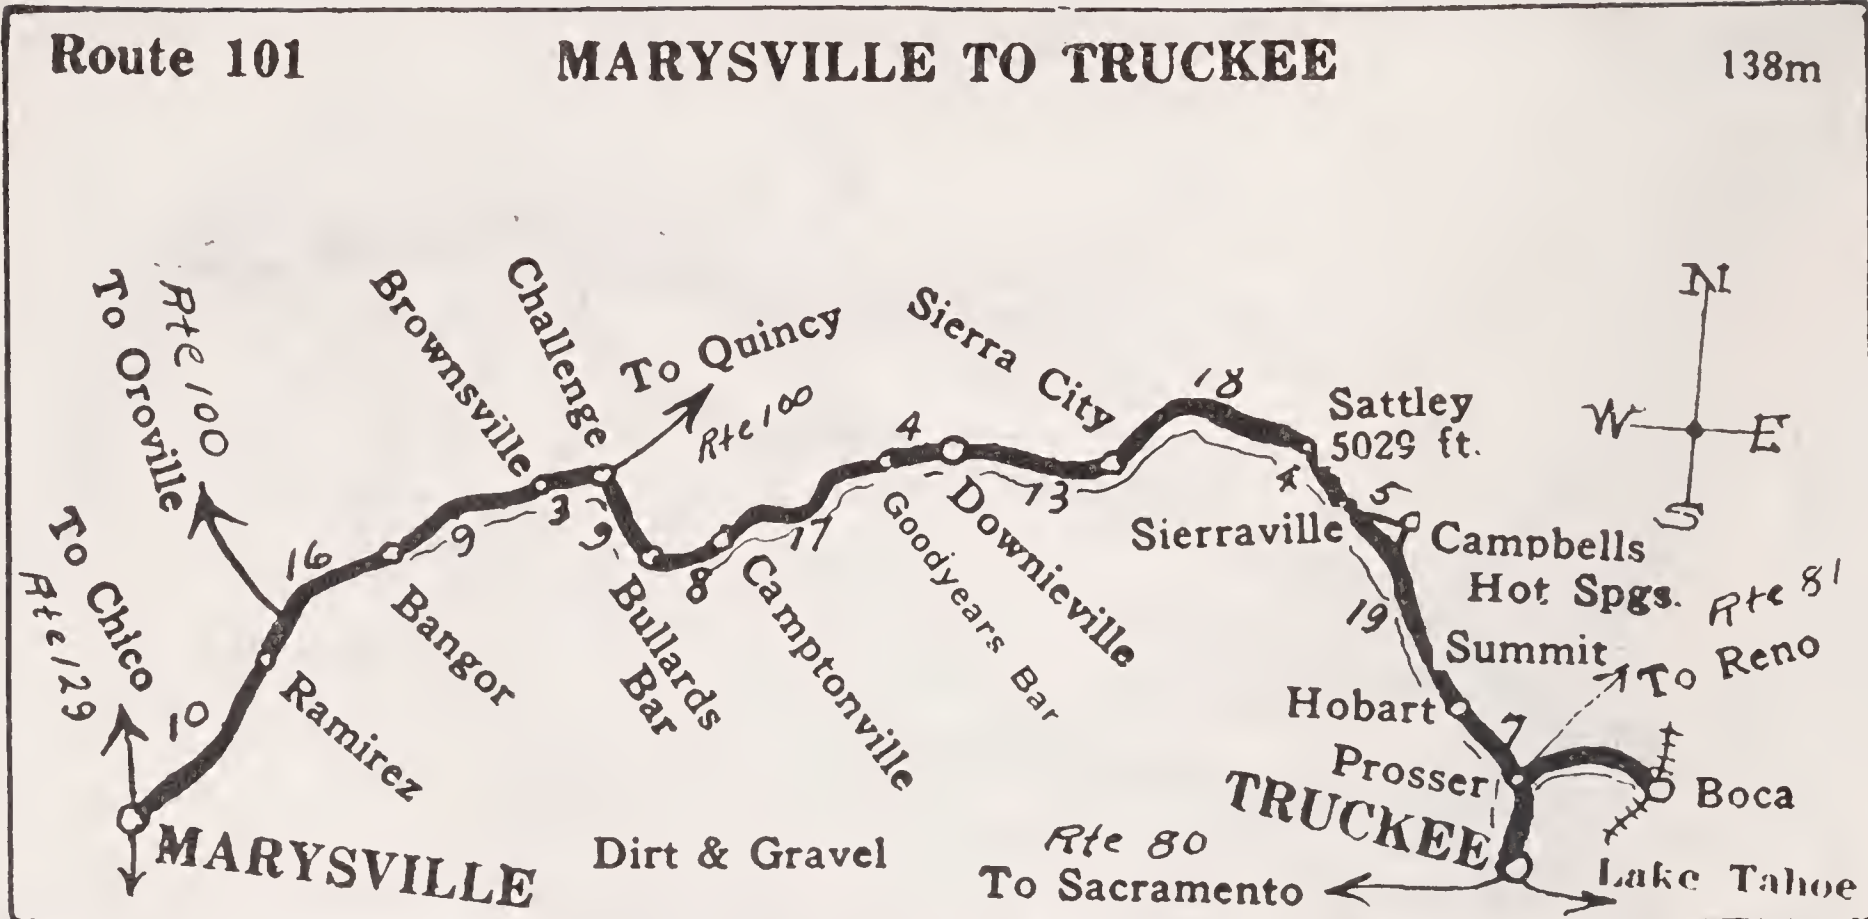 Route 101
MARYSVILLE TO TRUCKEE
138m
To Chico
Rte 129
To Oroville
Rte 100
Brownsville
Challenge
To Quincy
Rte 100
Sierra City
18
Sattley
5029 ft.
N
W E
S
10
16
9
3
9
8
17
4
13
4
5
19
7
MARYSVILLE
Ramirez
Bangor
Bullards
Bar
Camptonville
Goodyears Bar
Downieville
Sierraville
Campbells
Hot Spgs.
Summit
Rte 81
To Reno
Hobart
Prosser
Boca
TRUCKEE
Dirt & Gravel
Rte 80
To Sacramento
Lake Tahoe